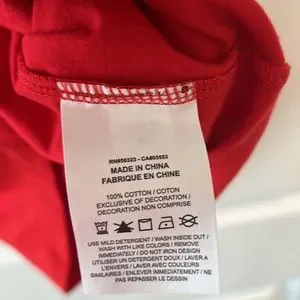 RN#56323 - CA#05553
MADE IN CHINA
FABRIQUE EN CHINE
100% COTTON / COTON
EXCLUSIVE OF DECORATION /
DECORATION NON COMPRISE
USE MILD DETERGENT / WASH INSIDE OUT /
WASH WITH LIKE COLORS / REMOVE
IMMEDIATELY / DO NOT IRON DESIGN
UTILISER UN DETERGENT DOUX / LAVER A
L'ENVERS / LAVER AVEC COULEURS
SIMILAIRES / ENLEVER IMMEDIATEMENT / NE
PAS REPASSER LE DESSIN